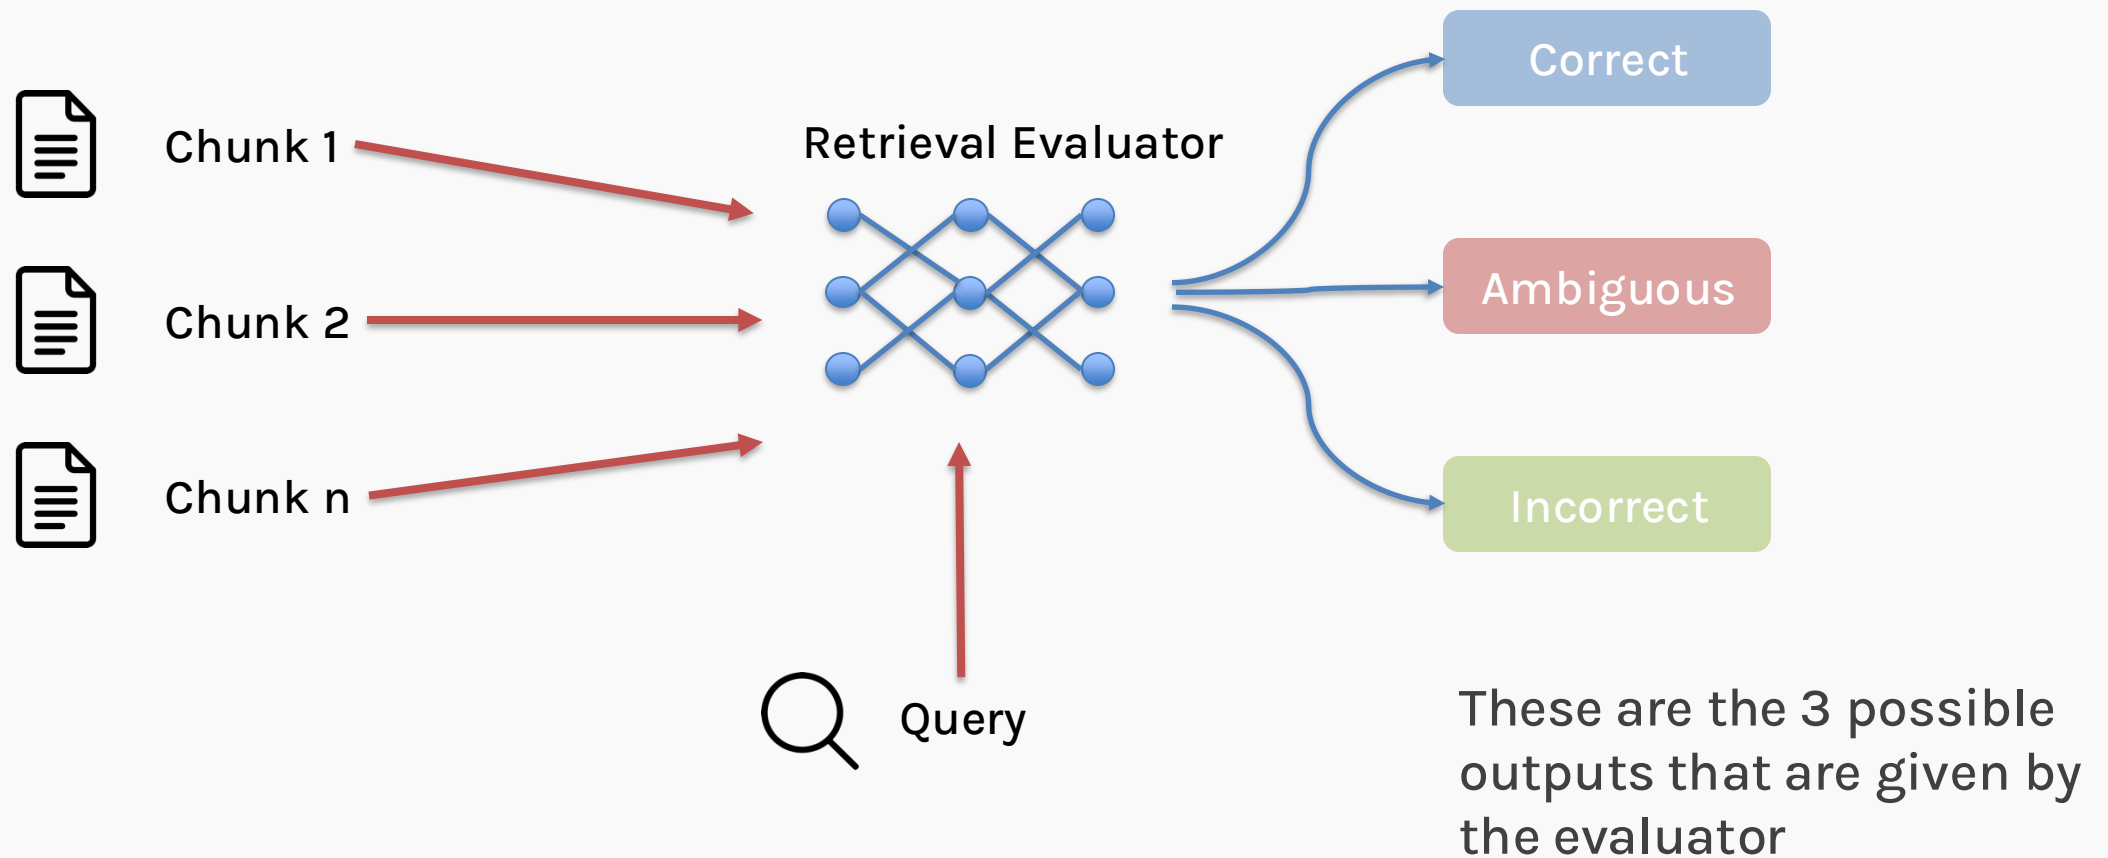 Correct
Chunk 1
Retrieval Evaluator
Chunk 2
Ambiguous
Chunk n
Incorrect
Query
These are the 3 possible
outputs that are given by
the evaluator